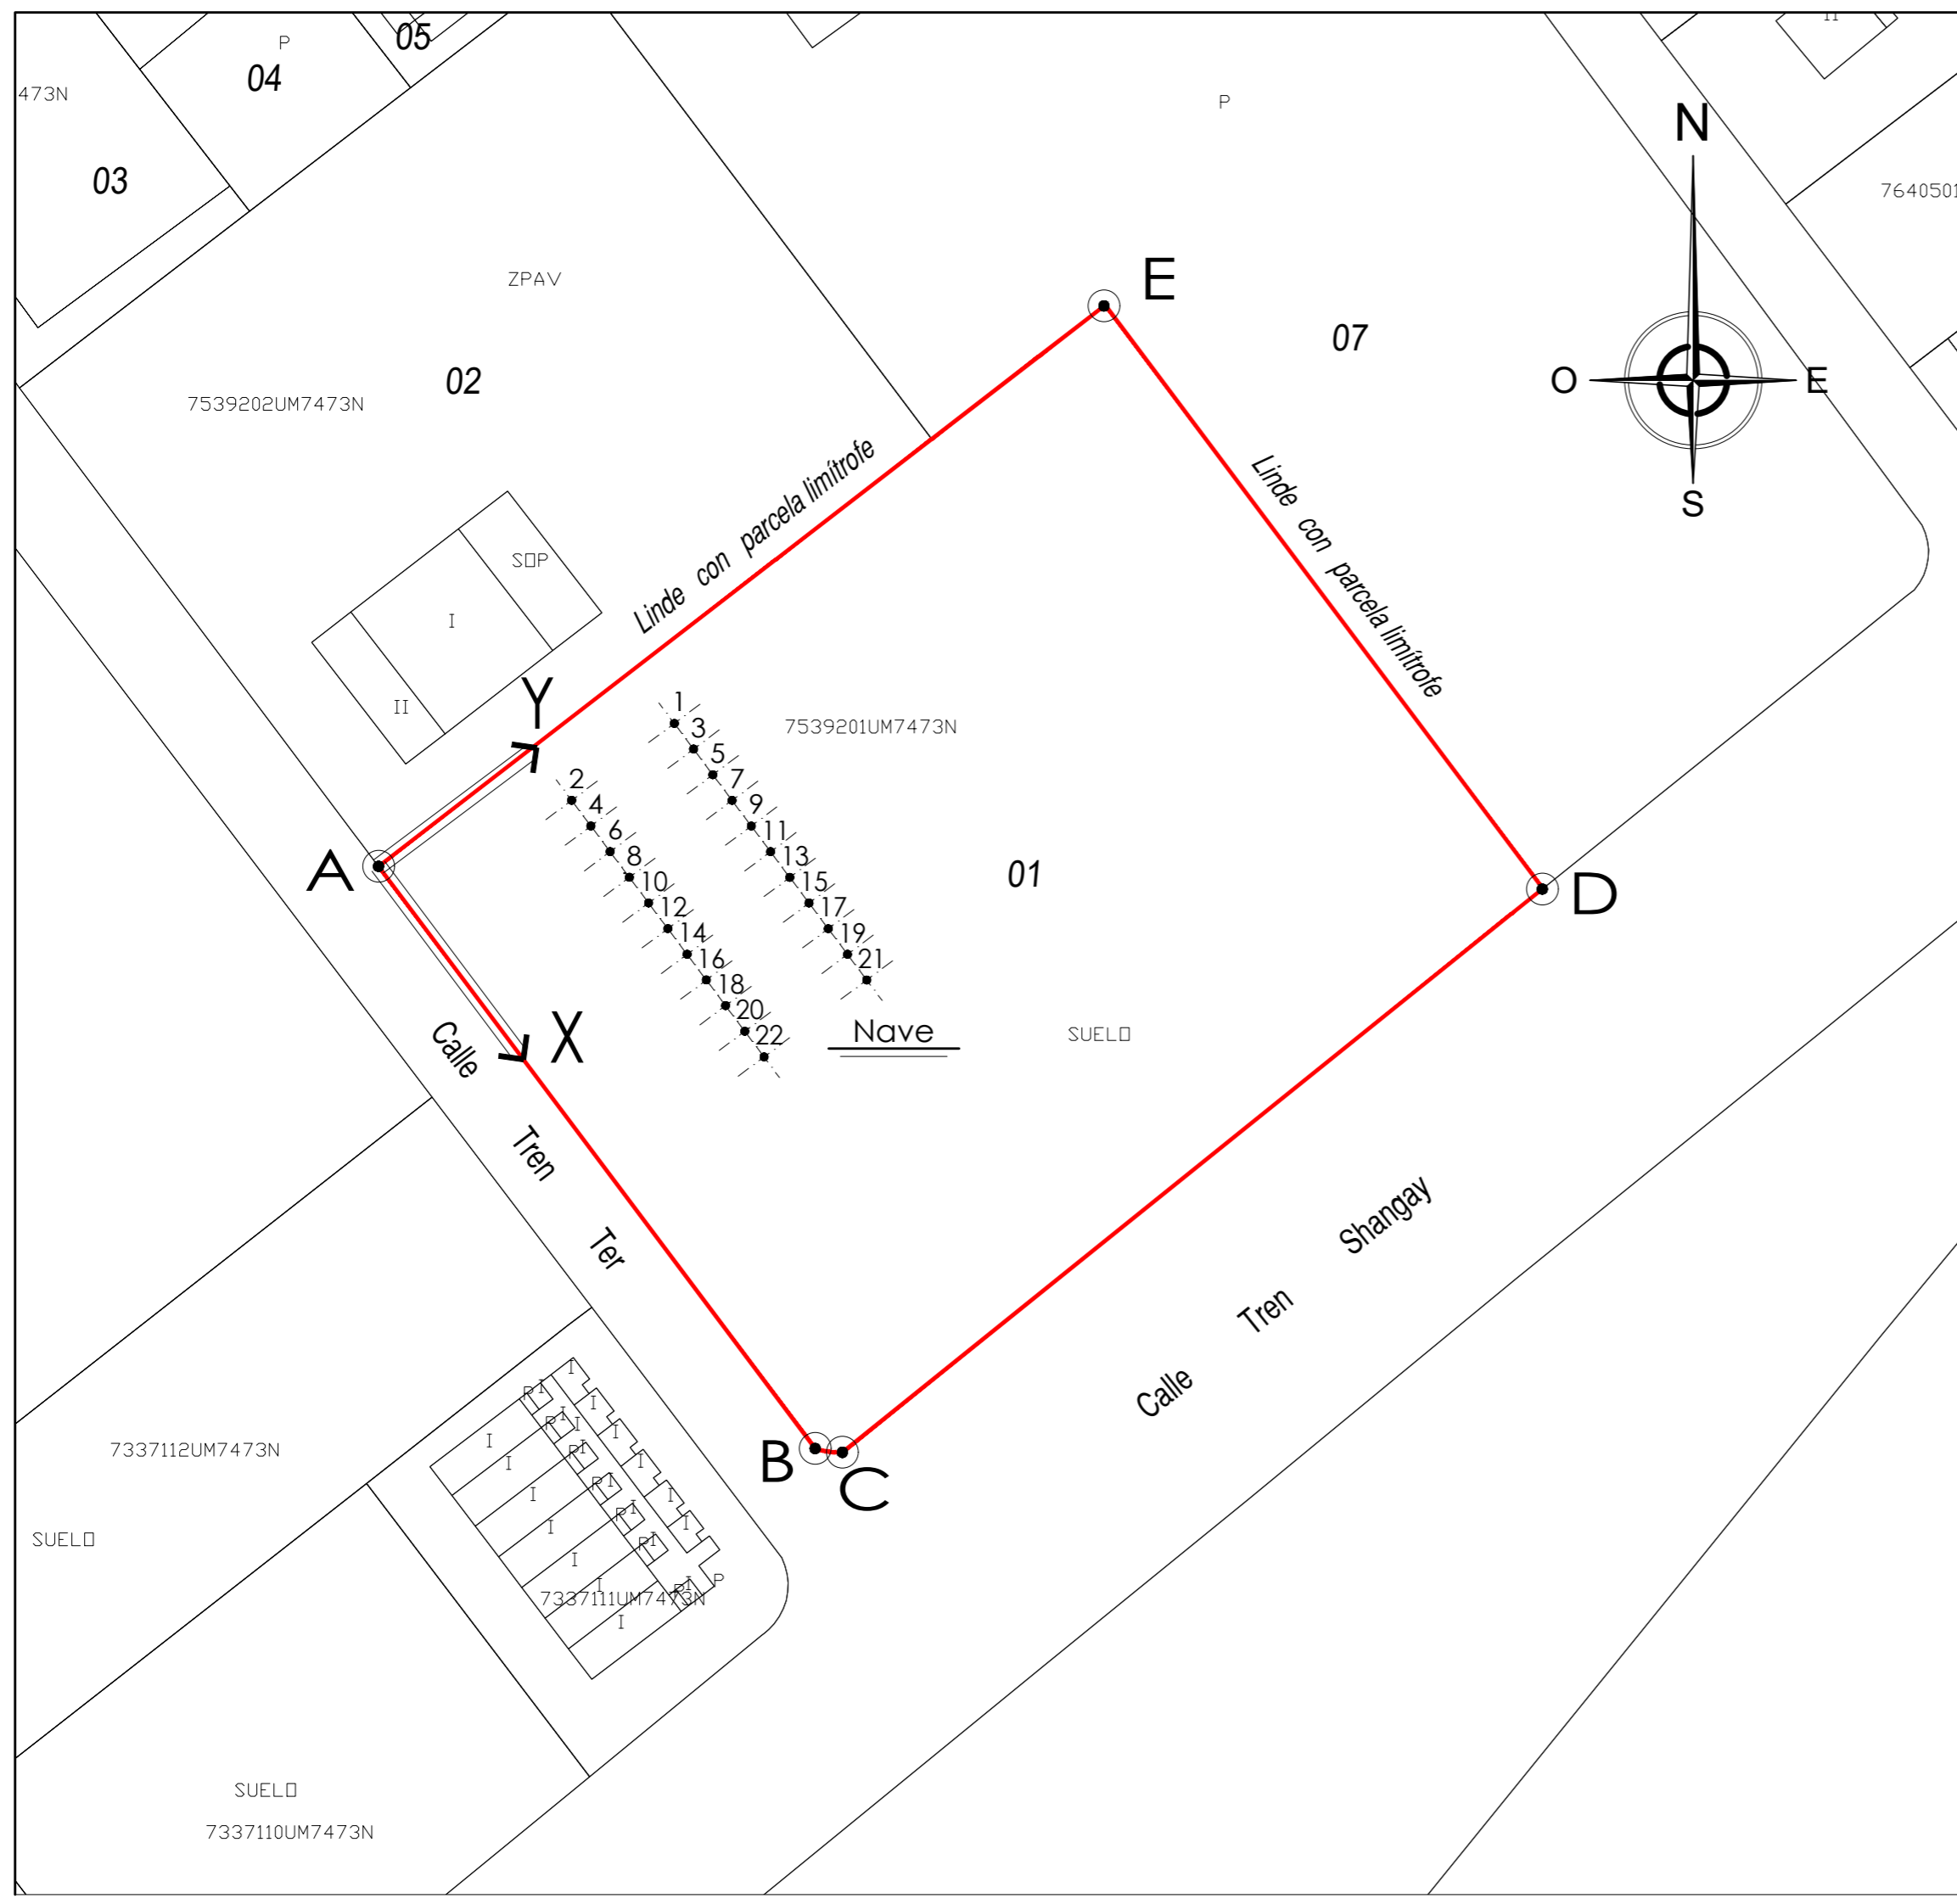 05
P
04
II
473N
P
N
03
7640501
ZPAV
E
07
02
O
E
7539202UM7473N
Linde con parcela limítrofe
Linde con parcela limítrofe
S
SOP
I
II
Y
1
7539201UM7473N
3
5
2
7
4
9
6
11
8
13
A
01
10
15
D
12
17
14
19
16
21
18
20
22
Nave
SUELO
X
Calle Tren Ter
Calle Tren Shangay
B
C
7337112UM7473N
SUELO
I
I
I
I
I
I
I
P I
P I
P I
P I
P I
P I
P I
I
I
I
I
I
I
I
P
7337111UM7473N
SUELO
7337110UM7473N